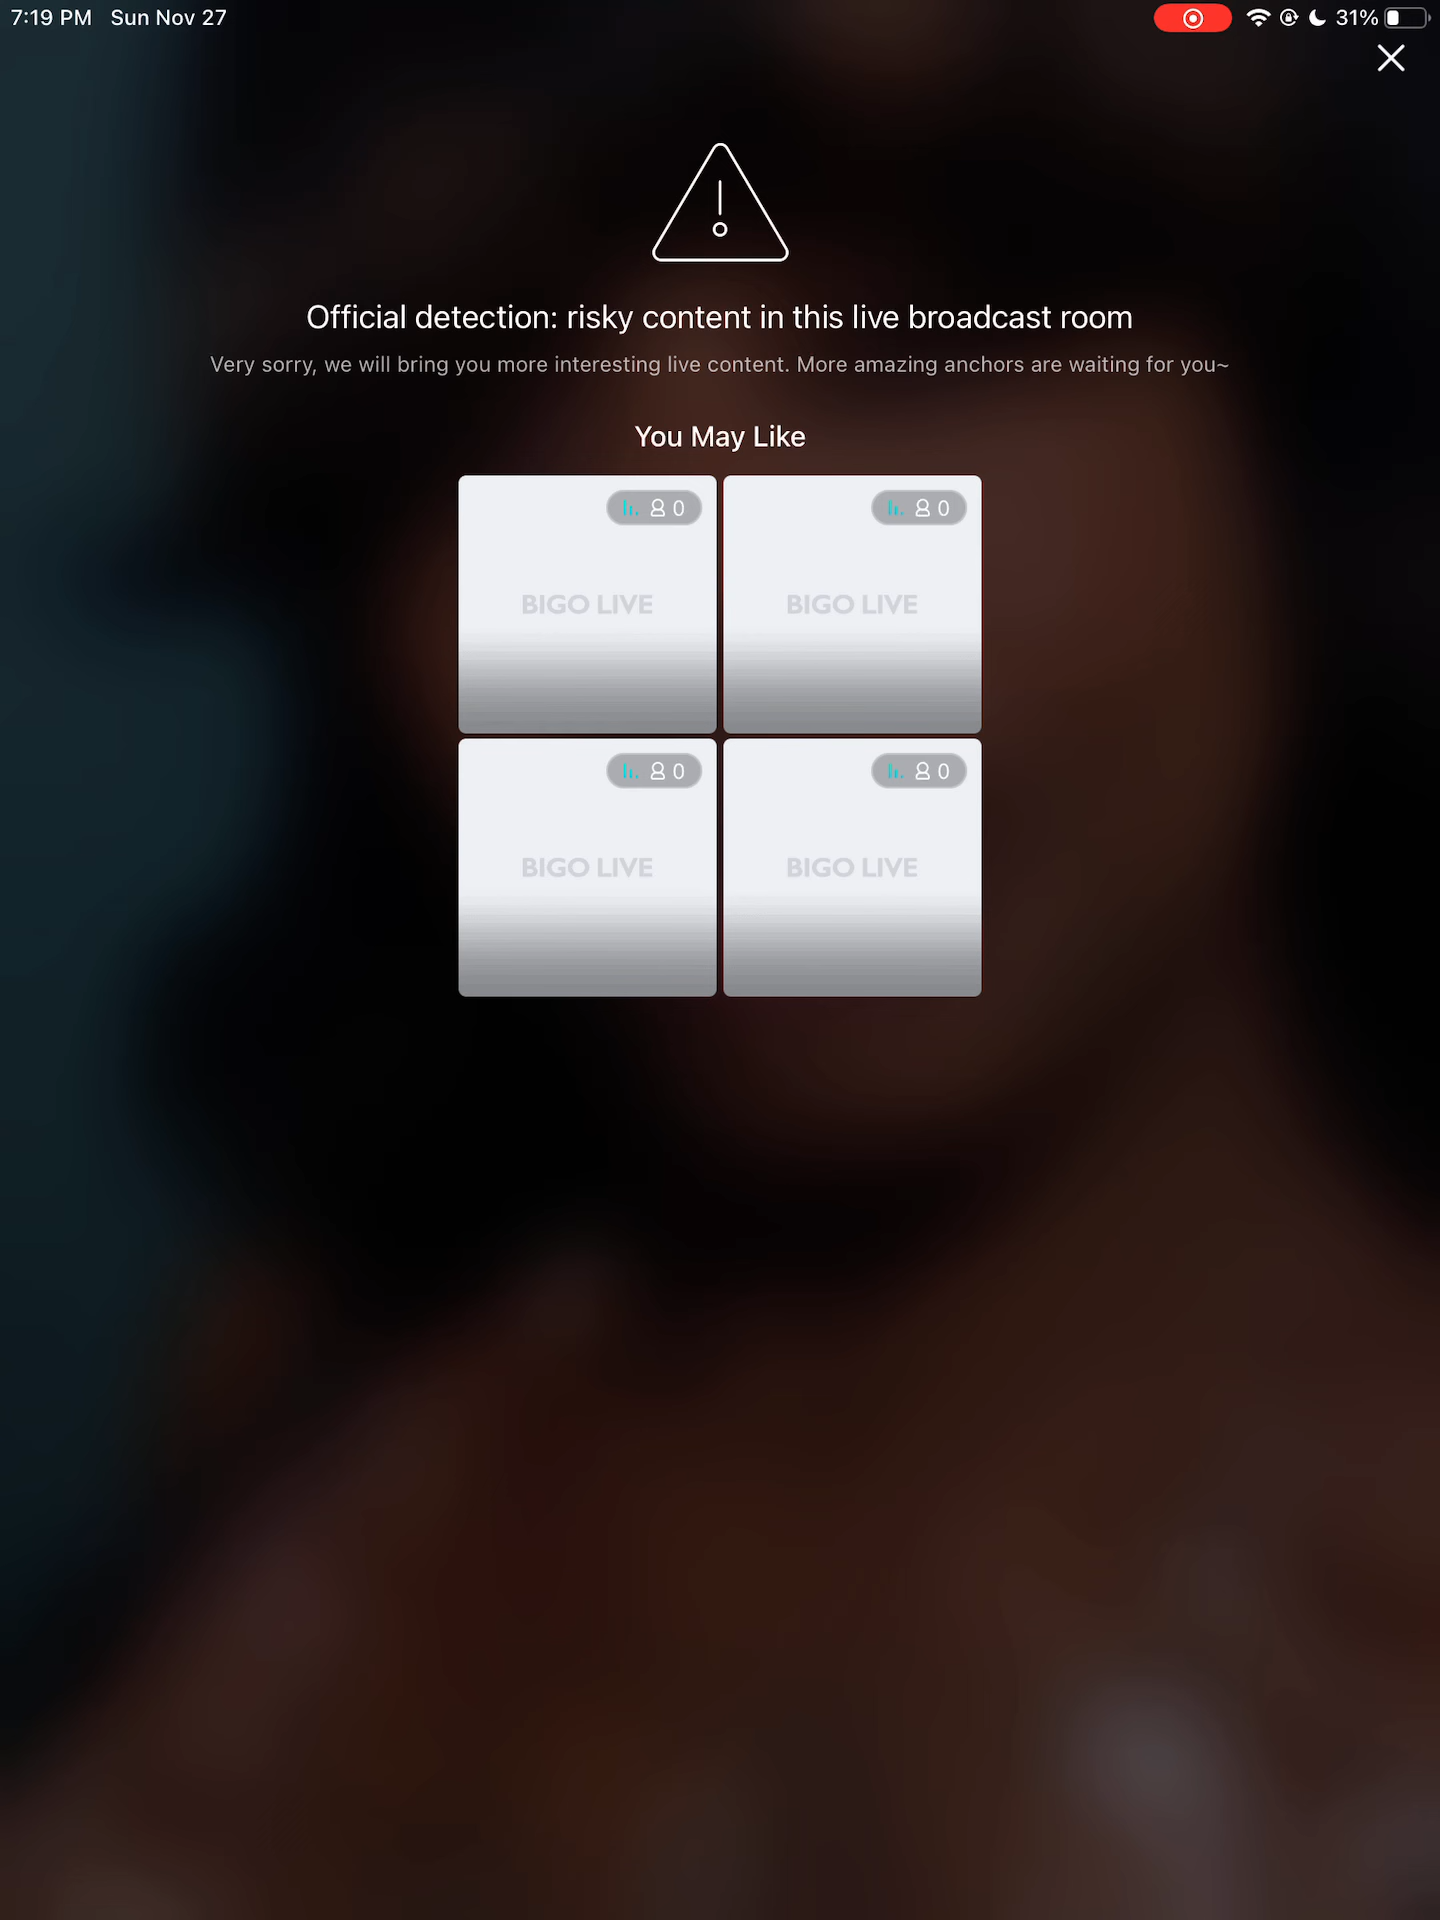 7:19 PM Sun Nov 27 31%
Official detection: risky content in this live broadcast room
Very sorry, we will bring you more interesting live content. More amazing anchors are waiting for you~
You May Like
0 0
BIGO LIVE BIGO LIVE
0 0
BIGO LIVE BIGO LIVE